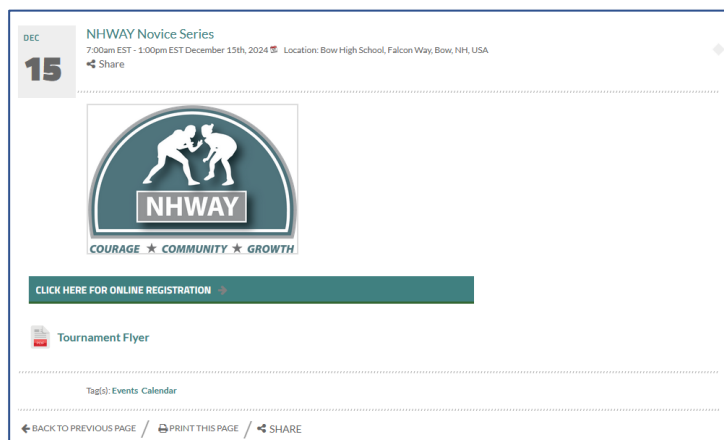 DEC
15
NHWAY Novice Series
7:00am EST - 1:00pm EST December 15th, 2024 Location: Bow High School, Falcon Way, Bow, NH, USA
Share
NHWAY
COURAGE ★ COMMUNITY ★ GROWTH
CLICK HERE FOR ONLINE REGISTRATION
Tournament Flyer
Tag(s): Events Calendar
BACK TO PREVIOUS PAGE / PRINT THIS PAGE / SHARE